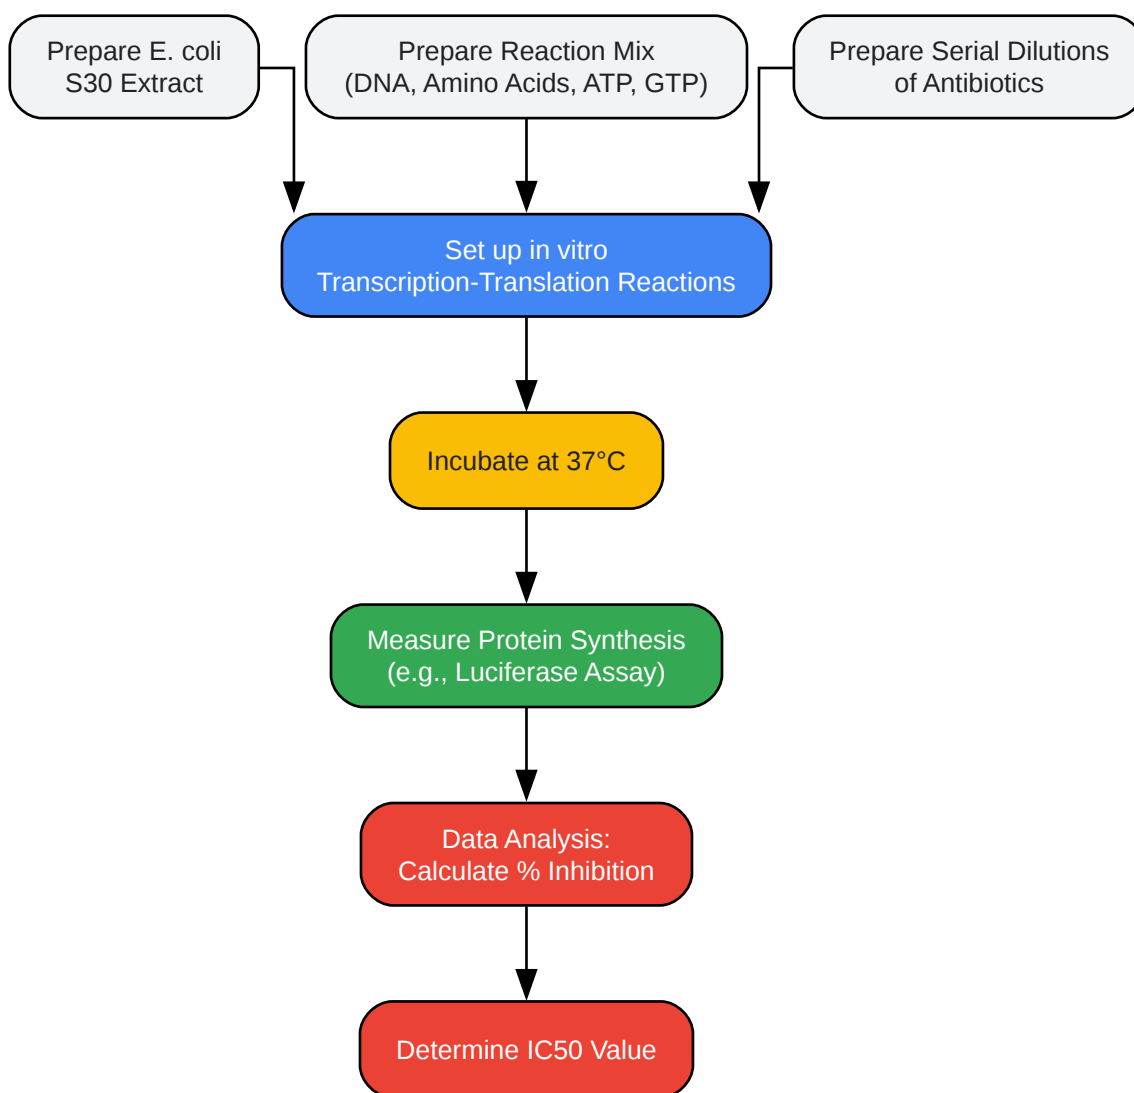 Prepare E. coli
S30 Extract
Prepare Reaction Mix
(DNA, Amino Acids, ATP, GTP)
Prepare Serial Dilutions
of Antibiotics
Set up in vitro
Transcription-Translation Reactions
Incubate at 37°C
Measure Protein Synthesis
(e.g., Luciferase Assay)
Data Analysis:
Calculate % Inhibition
Determine IC50 Value